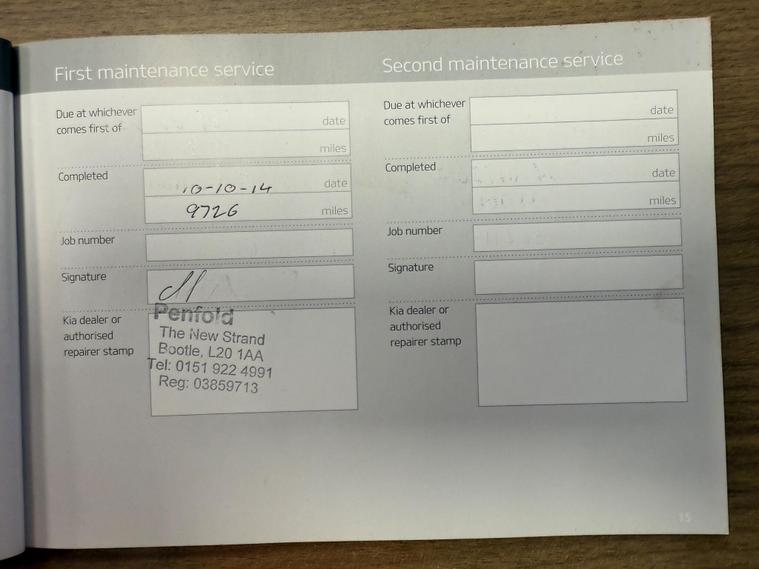 First maintenance service
Due at whichever
comes first of
date
miles
Completed
10-10-14 date
9726 miles
Job number
Signature
Kia dealer or
authorised
repairer stamp
Penfold
The New Strand
Bootle, L20 1AA
Tel: 0151 922 4991
Reg: 03859713
Second maintenance service
Due at whichever
comes first of
date
miles
Completed
date
miles
Job number
Signature
Kia dealer or
authorised
repairer stamp
15